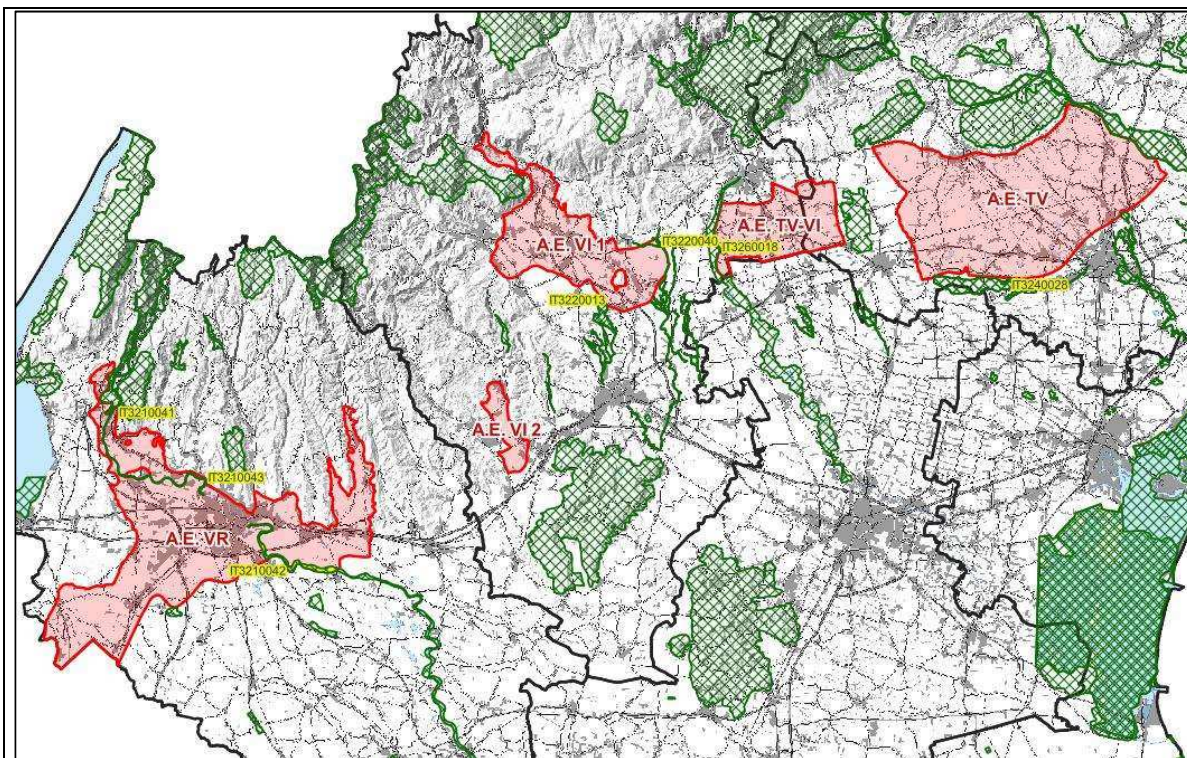 A.E. TV
A.E. TV-VI
A.E. VI 1
IT3220040
IT3260018
IT3240028
IT3220013
IT3210041
A.E. VI 2
IT3210043
A.E. VR
IT3210042